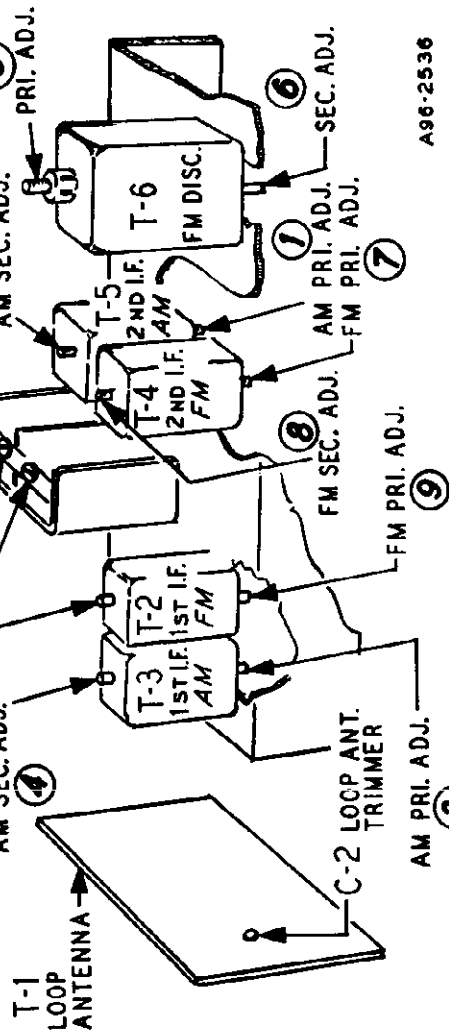 PRI. ADJ.
AM SEC. ADJ.
T-6
FM DISC.
6
SEC. ADJ.
A96-2536
T-5
2ND I.F.
AM
1
AM PRI. ADJ.
FM PRI. ADJ.
7
T-4
2ND I.F.
FM
8
FM SEC. ADJ.
FM PRI. ADJ.
9
T-2
1ST I.F.
FM
T-3
1ST I.F.
AM
AM SEC. ADJ.
4
T-1
LOOP
ANTENNA
C-2 LOOP ANT.
TRIMMER
AM PRI. ADJ.